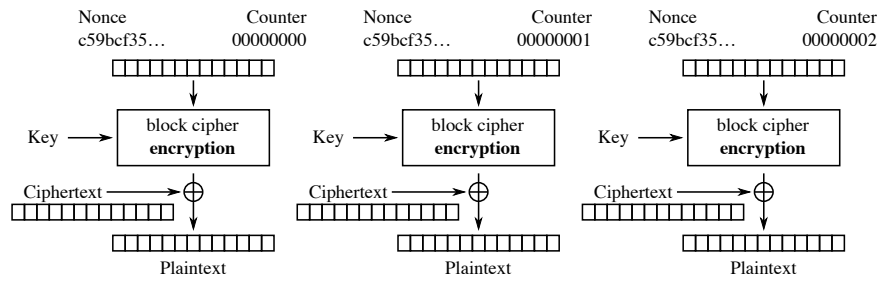 Nonce Counter Nonce Counter Nonce Counter
c59bcf35… 00000000 c59bcf35… 00000001 c59bcf35… 00000002
block cipher block cipher block cipher
Key encryption Key encryption Key encryption
Ciphertext Ciphertext Ciphertext
Plaintext Plaintext Plaintext